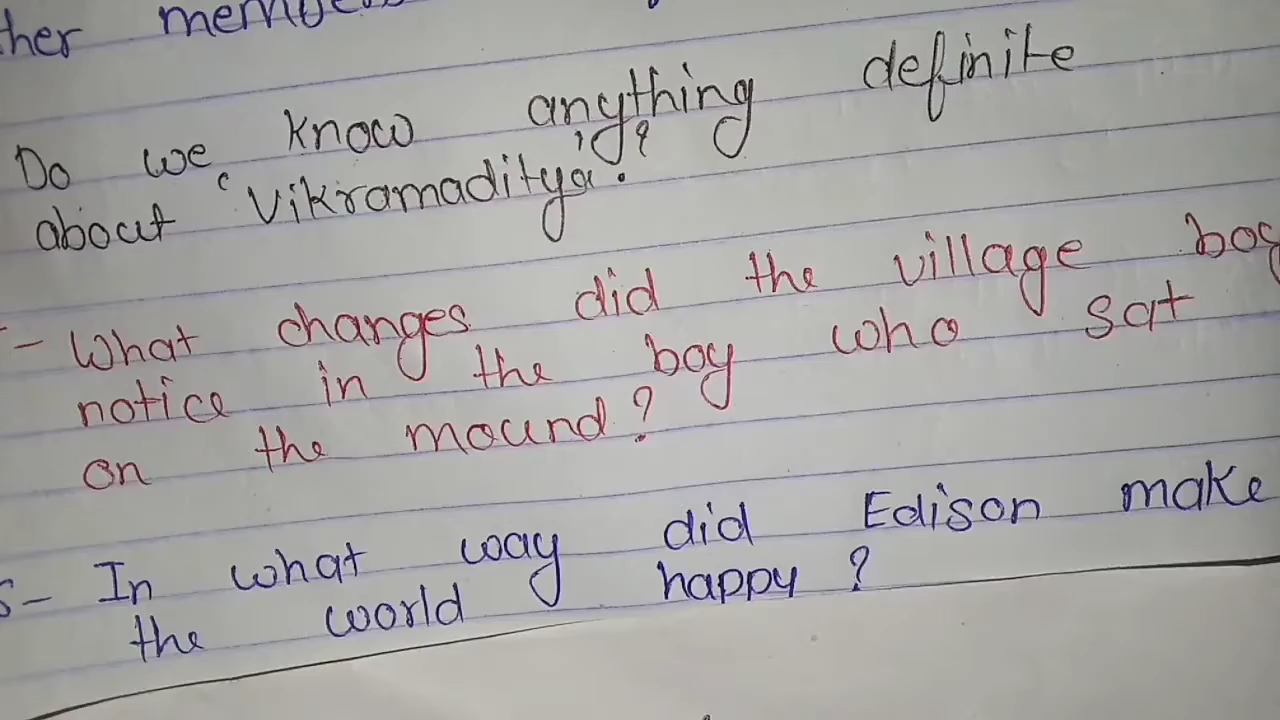 her
Do we know anything definite
about 'Vikramaditya'?
- What changes did the village boy
notice in the boy who sat
on the mound?
- In what way did Edison make
the world happy?